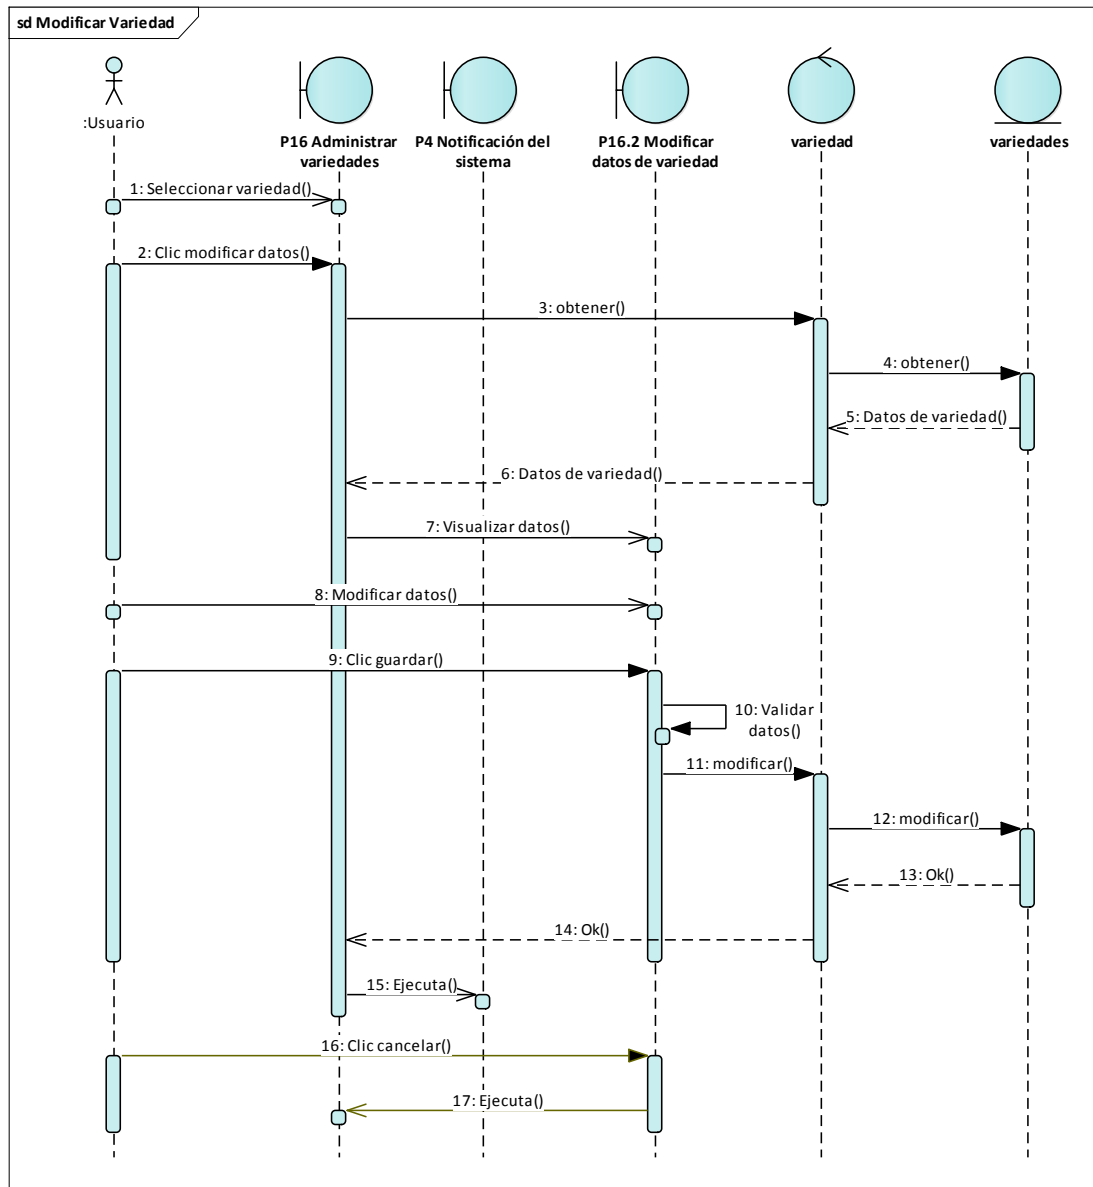 sd Modificar Variedad
:Usuario
P16 Administrar
variedades
P4 Notificación del
sistema
P16.2 Modificar
datos de variedad
variedad
variedades
1: Seleccionar variedad()
2: Clic modificar datos()
3: obtener()
4: obtener()
5: Datos de variedad()
6: Datos de variedad()
7: Visualizar datos()
8: Modificar datos()
9: Clic guardar()
10: Validar
datos()
11: modificar()
12: modificar()
13: Ok()
14: Ok()
15: Ejecuta()
16: Clic cancelar()
17: Ejecuta()